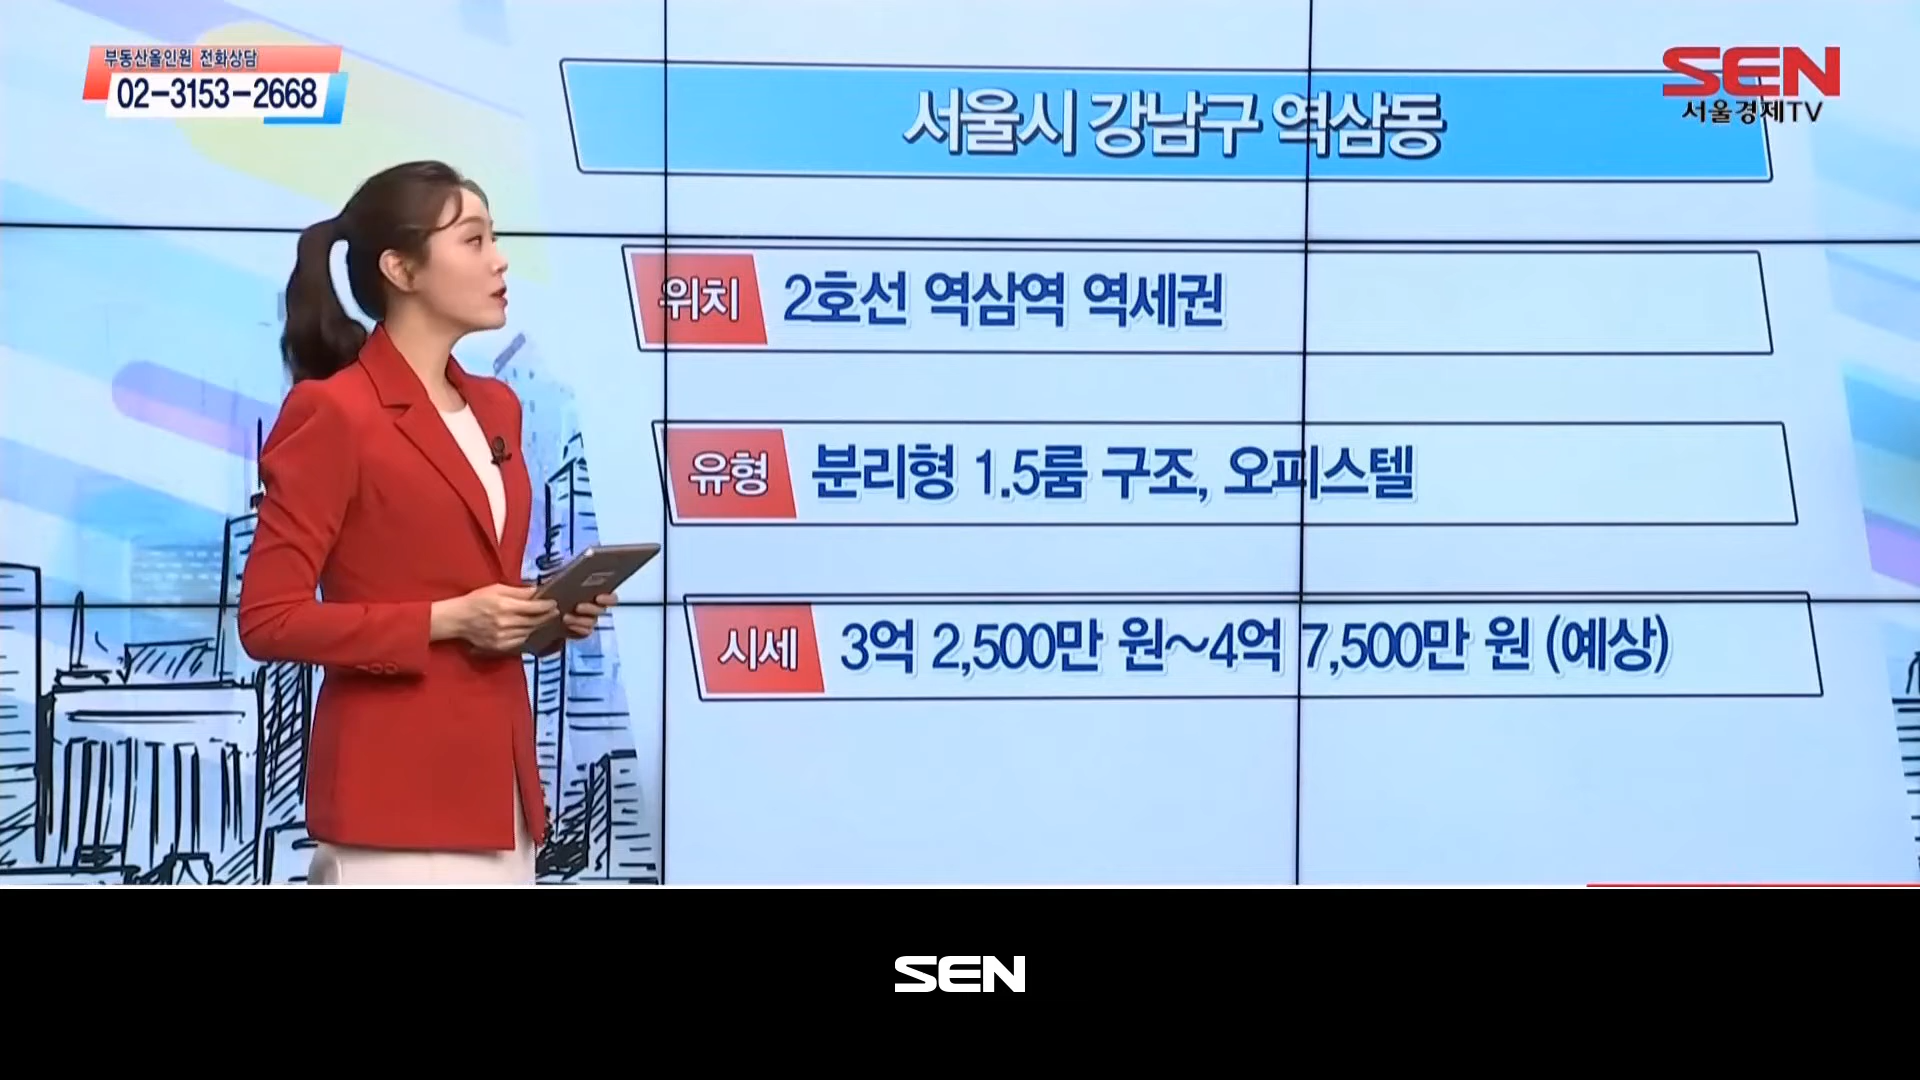 부동산올인원 전화상담
02-3153-2668
SEN
서울경제TV
서울시 강남구 역삼동
위치 2호선 역삼역 역세권
유형 분리형 1.5룸 구조, 오피스텔
시세 3억 2,500만 원~4억 7,500만 원 (예상)
SEN